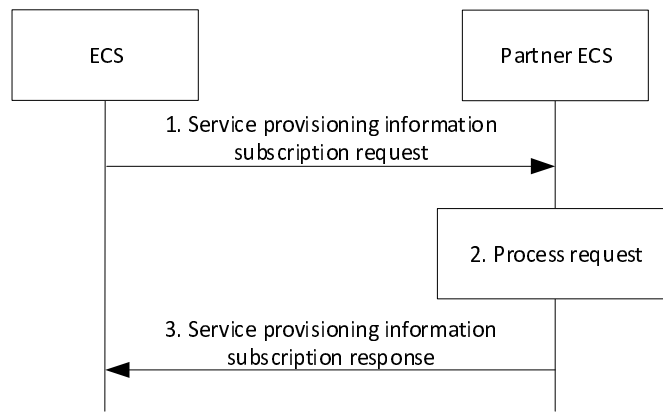 ECS
Partner ECS
1. Service provisioning information
subscription request
2. Process request
3. Service provisioning information
subscription response